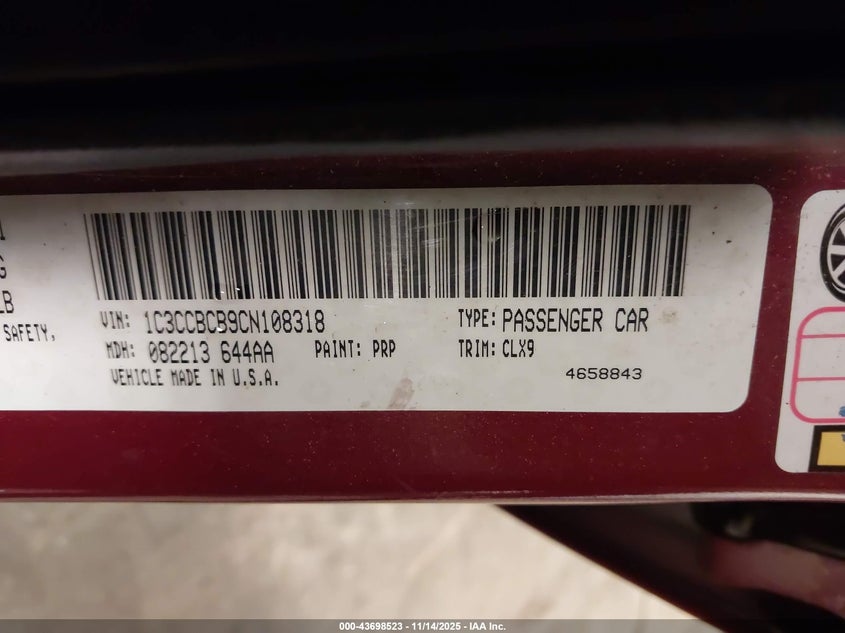 LB
SAFETY,
VIN: 1C3CCBCB9CN108318 TYPE: PASSENGER CAR
MDH: 082213 644AA PAINT: PRP TRIM: CLX9
VEHICLE MADE IN U.S.A. 4658843
000-43698523 | 11/14/2025 - IAA Inc.